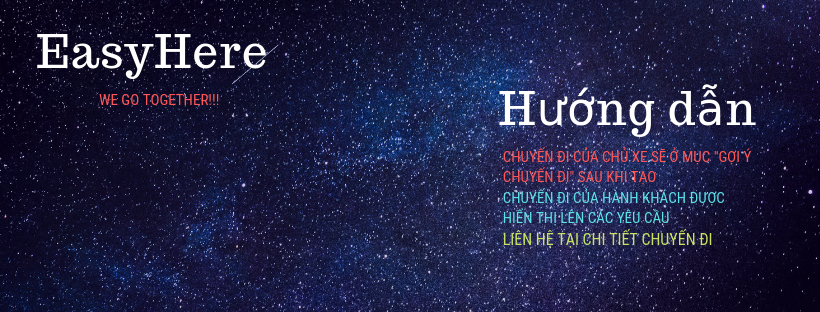 EasyHere
WE GO TOGETHER!!!
Hướng dẫn
CHUYẾN ĐI CỦA CHỦ XE SẼ Ở MỤC "GỢI Ý
CHUYẾN ĐI" SAU KHI TẠO
CHUYẾN ĐI CỦA HÀNH KHÁCH ĐƯỢC
HIỂN THỊ LÊN CÁC YÊU CẦU
LIÊN HỆ TẠI CHI TIẾT CHUYẾN ĐI